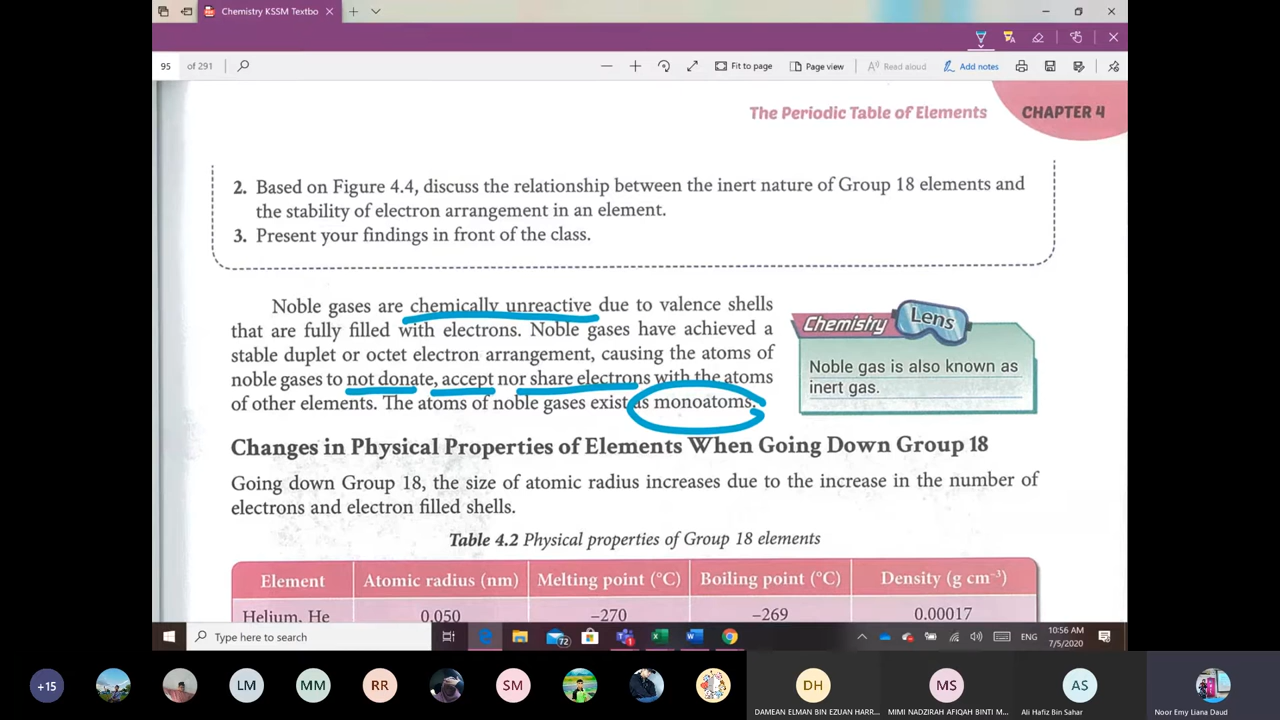 Chemistry KSSM Textbo
95 of 291
Fit to page
Page view
Read aloud
Add notes
The Periodic Table of Elements CHAPTER 4
2. Based on Figure 4.4, discuss the relationship between the inert nature of Group 18 elements and
the stability of electron arrangement in an element.
3. Present your findings in front of the class.
Noble gases are chemically unreactive due to valence shells
that are fully filled with electrons. Noble gases have achieved a
stable duplet or octet electron arrangement, causing the atoms of
noble gases to not donate, accept nor share electrons with the atoms
of other elements. The atoms of noble gases exist as monoatoms.
Chemistry Lens
Noble gas is also known as
inert gas.
Changes in Physical Properties of Elements When Going Down Group 18
Going down Group 18, the size of atomic radius increases due to the increase in the number of
electrons and electron filled shells.
Table 4.2 Physical properties of Group 18 elements
Element Atomic radius (nm) Melting point (°C) Boiling point (°C) Density (g cm⁻³)
Helium, He 0.050 –270 –269 0.00017
Type here to search
72
1
ENG
10:56 AM
7/5/2020
+15
LM
MM
RR
SM
DH
MS
AS
DAMEAN ELMAN BIN EZUAN HARR...
MIMI NADZIRAH AFIQAH BINTI M...
Ali Hafiz Bin Sahar
Noor Emy Liana Daud